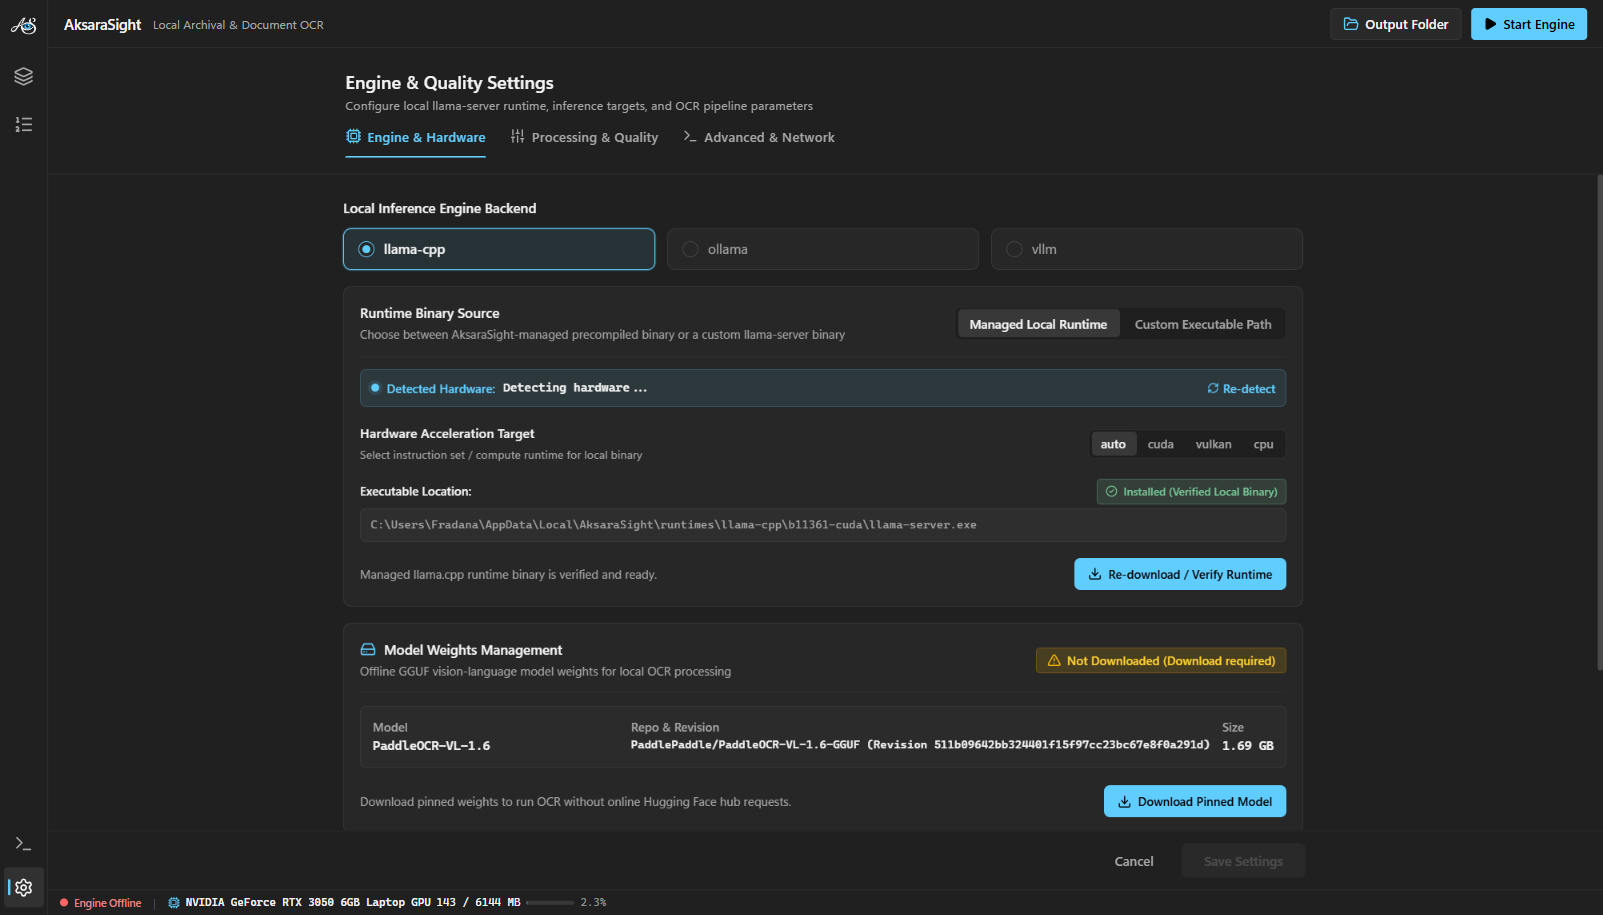 AksaraSight Local Archival & Document OCR
Output Folder
Start Engine
Engine & Quality Settings
Configure local llama-server runtime, inference targets, and OCR pipeline parameters
Engine & Hardware
Processing & Quality
Advanced & Network
Local Inference Engine Backend
llama-cpp
ollama
vllm
Runtime Binary Source
Choose between AksaraSight-managed precompiled binary or a custom llama-server binary
Managed Local Runtime
Custom Executable Path
Detected Hardware: Detecting hardware...
Re-detect
Hardware Acceleration Target
Select instruction set / compute runtime for local binary
auto
cuda
vulkan
cpu
Executable Location:
Installed (Verified Local Binary)
C:\Users\Fradana\AppData\Local\AksaraSight\runtimes\llama-cpp\b11361-cuda\llama-server.exe
Managed llama.cpp runtime binary is verified and ready.
Re-download / Verify Runtime
Model Weights Management
Offline GGUF vision-language model weights for local OCR processing
Not Downloaded (Download required)
Model
PaddleOCR-VL-1.6
Repo & Revision
PaddlePaddle/PaddleOCR-VL-1.6-GGUF (Revision 511b09642bb324401f15f97cc23bc67e8f0a291d)
Size
1.69 GB
Download pinned weights to run OCR without online Hugging Face hub requests.
Download Pinned Model
Cancel
Save Settings
Engine Offline
NVIDIA GeForce RTX 3050 6GB Laptop GPU 143 / 6144 MB
2.3%